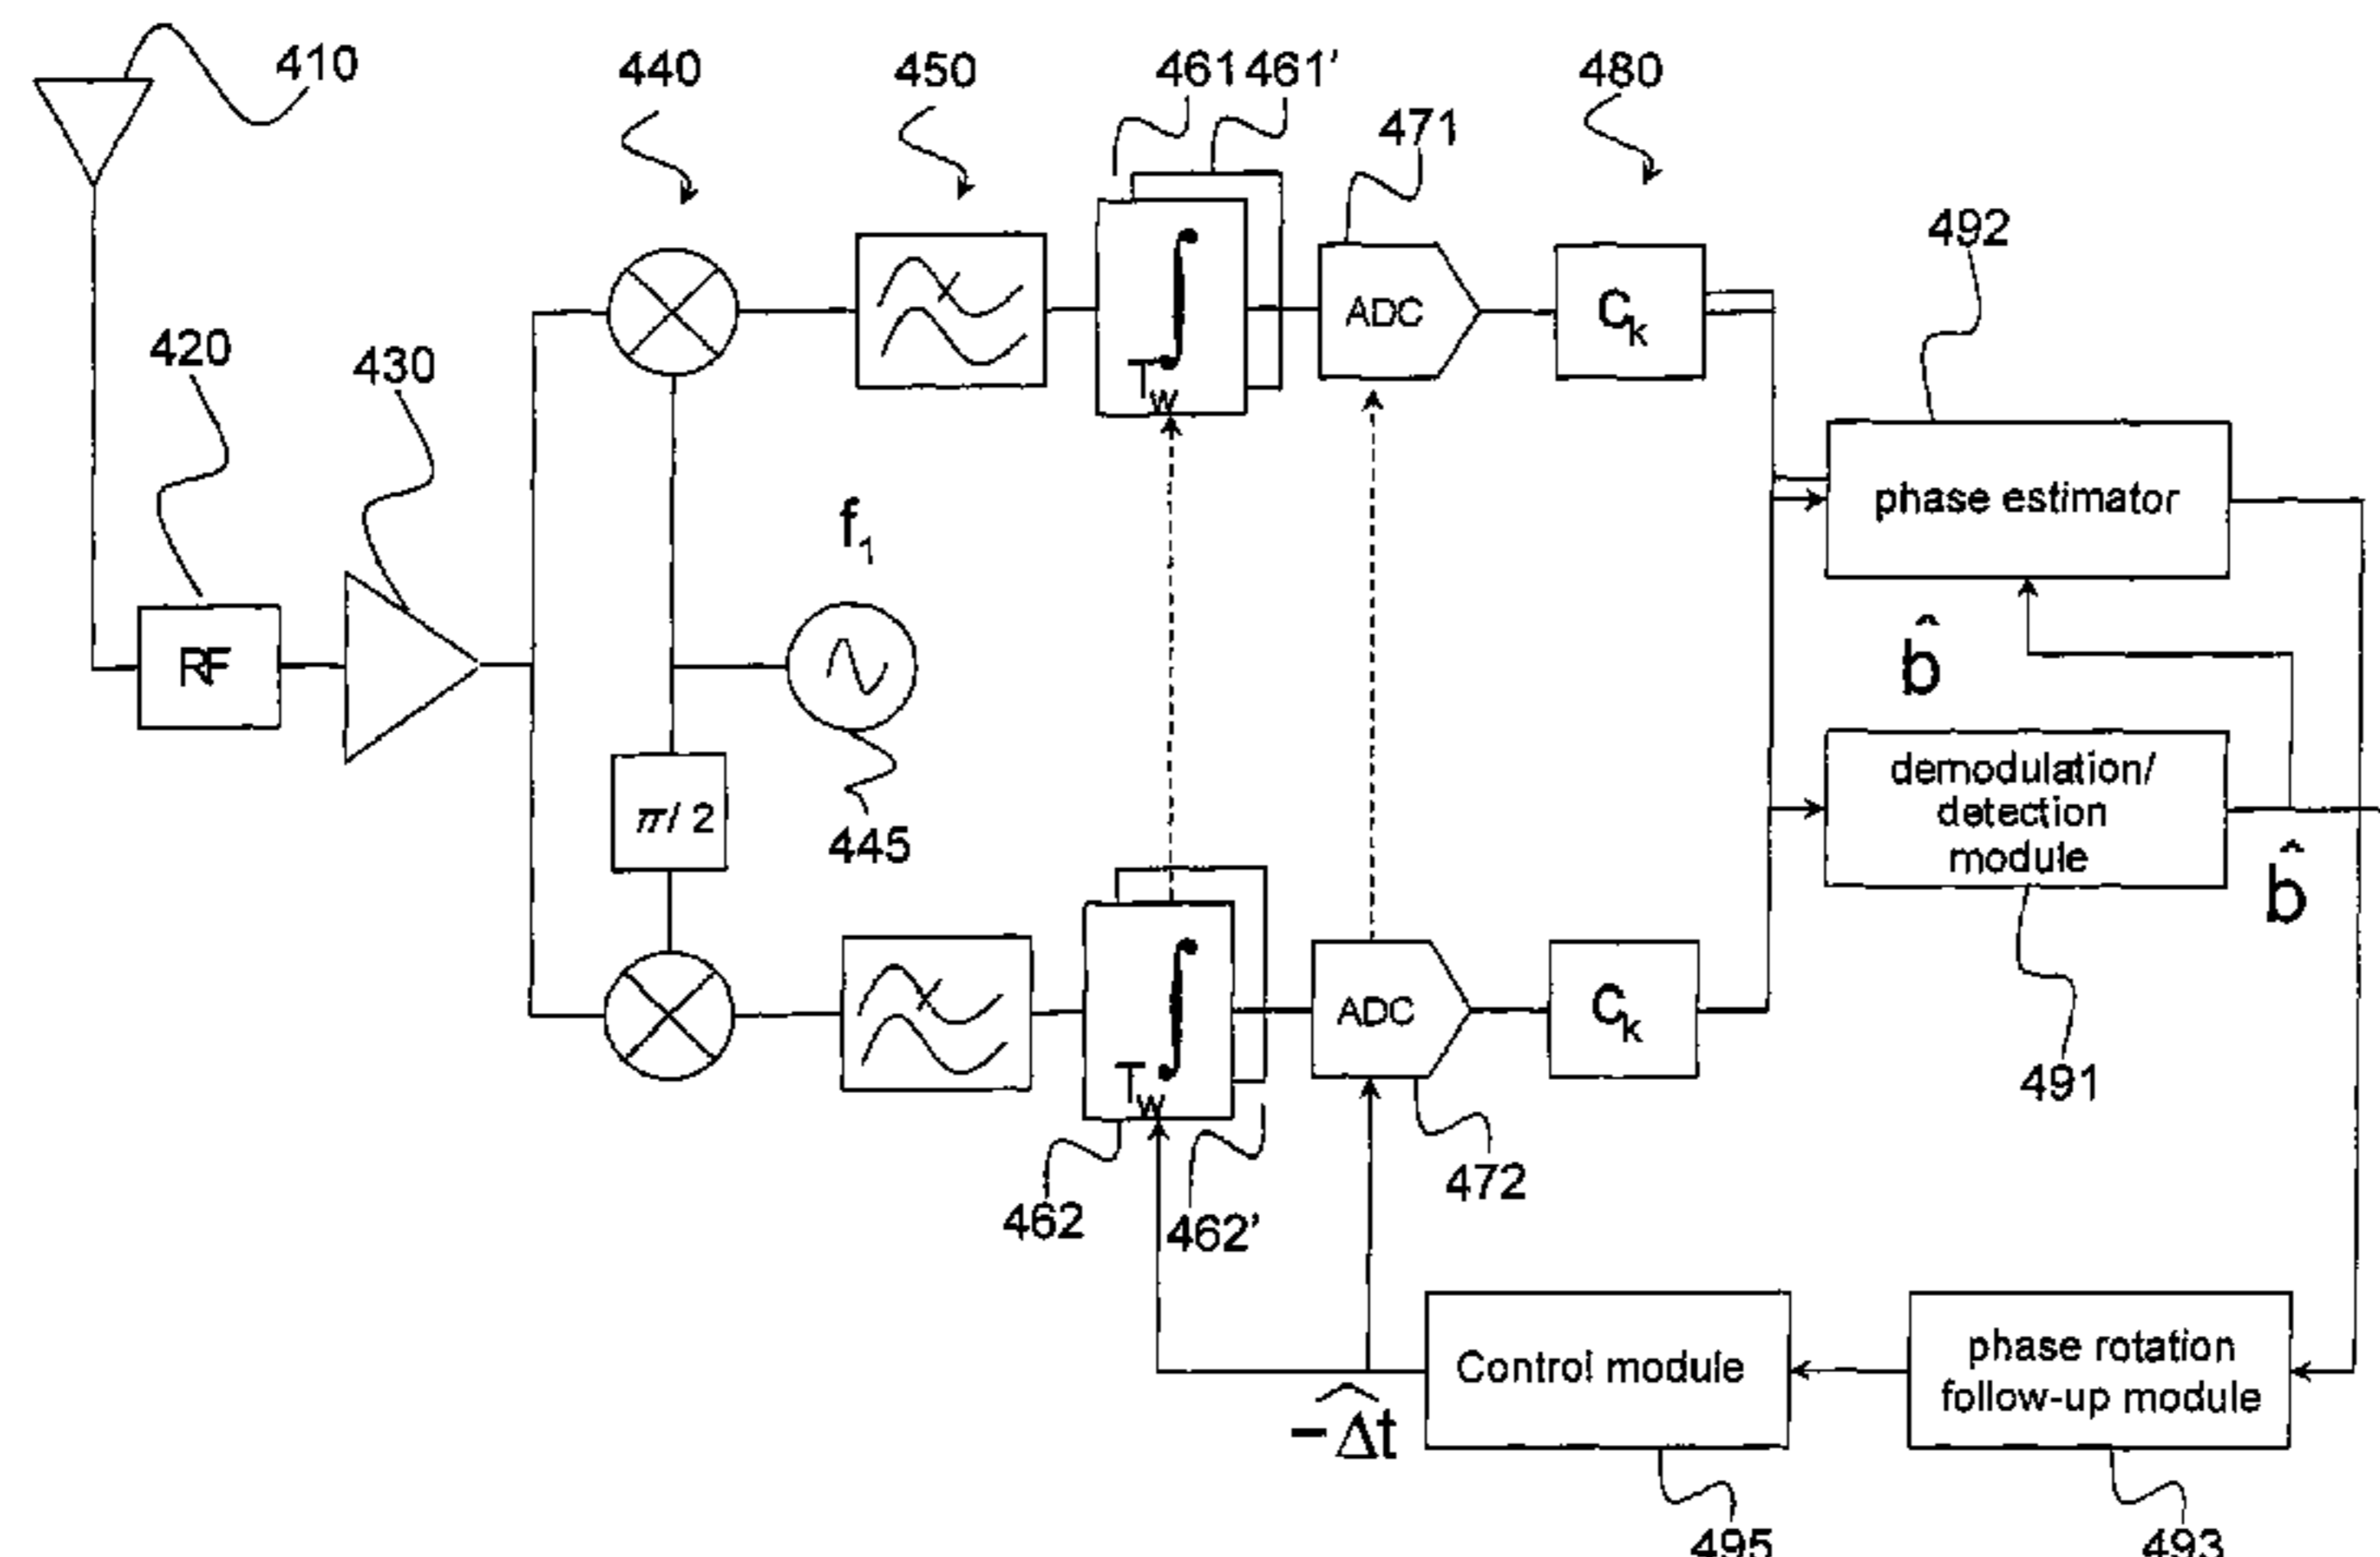 410
440
450
461
461'
480
471
492
420
430
ADC
C_k
T_w
f_1
phase estimator
RF
b̂
π/2
445
demodulation/
detection
module
b̂
491
ADC
C_k
T_w
462
462'
472
Control module
phase rotation
follow-up module
-Δ̂t
495
493